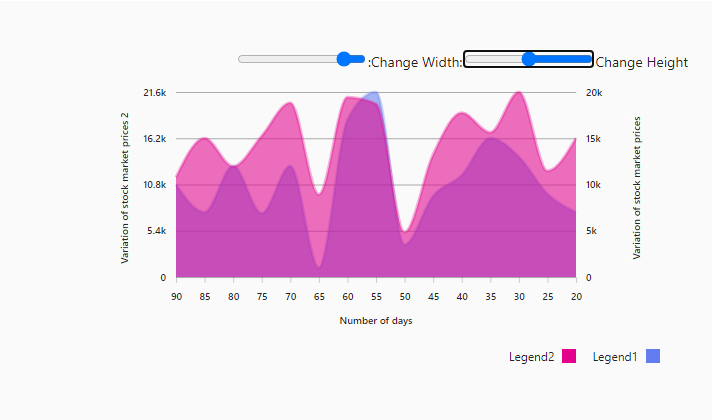 :Change Width:
Change Height
21.6k
16.2k
10.8k
5.4k
0
Variation of stock market prices 2
20k
15k
10k
5k
0
Variation of stock market prices
90 85 80 75 70 65 60 55 50 45 40 35 30 25 20
Number of days
Legend2 Legend1